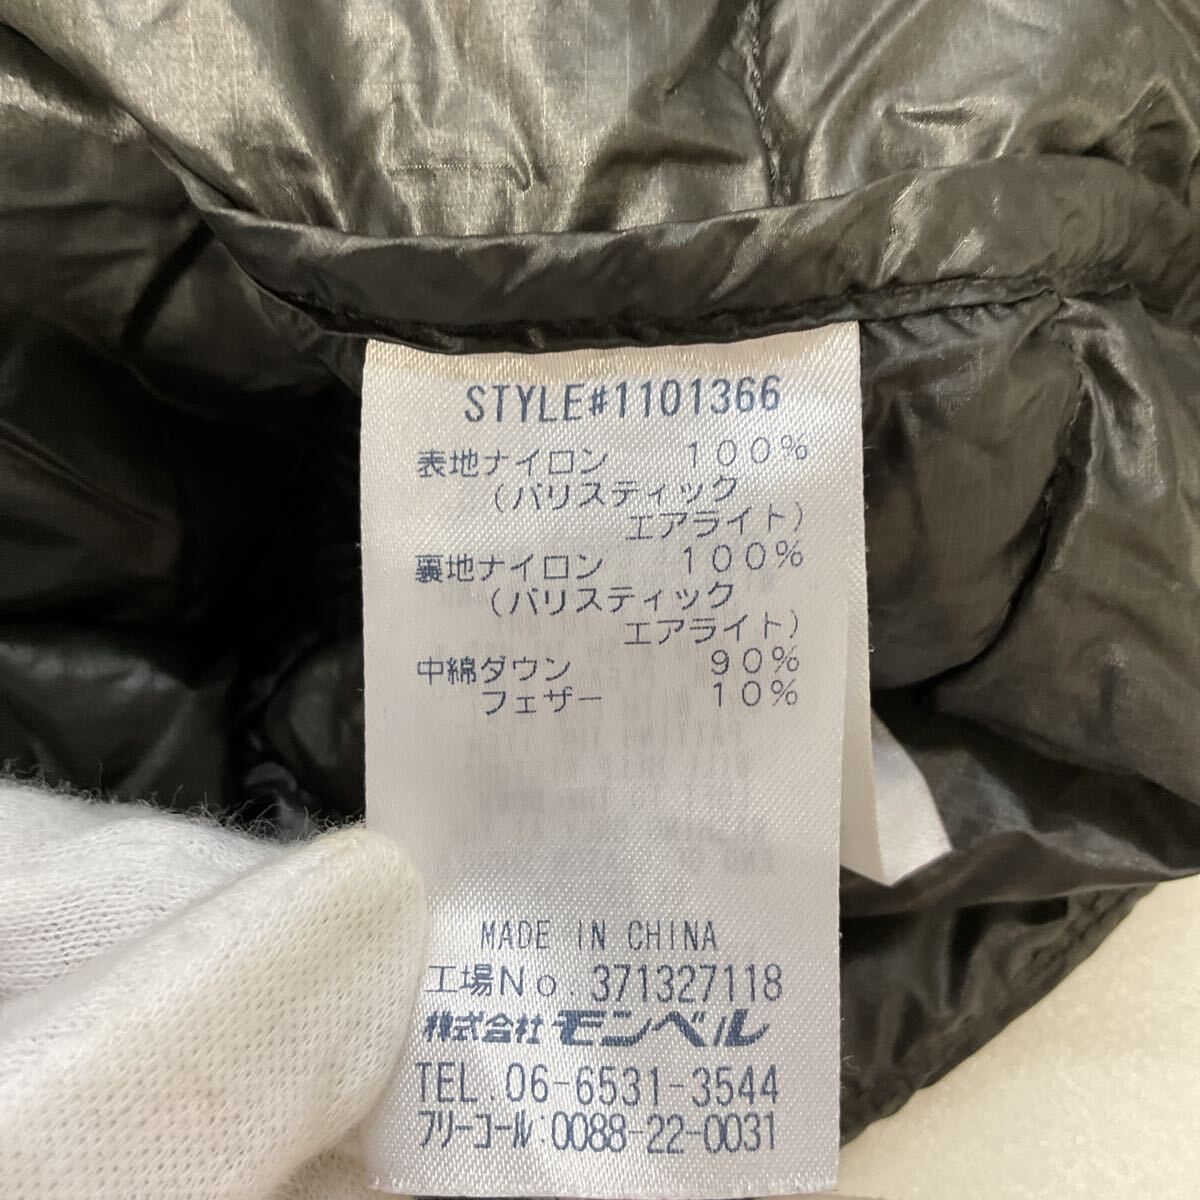 STYLE#1101366
表地ナイロン 100%
(バリスティック
エアライト)
裏地ナイロン 100%
(バリスティック
エアライト)
中綿ダウン 90%
フェザー 10%
MADE IN CHINA
工場No.371327118
株式会社モンベル
TEL.06-6531-3544
フリーコール:0088-22-0031